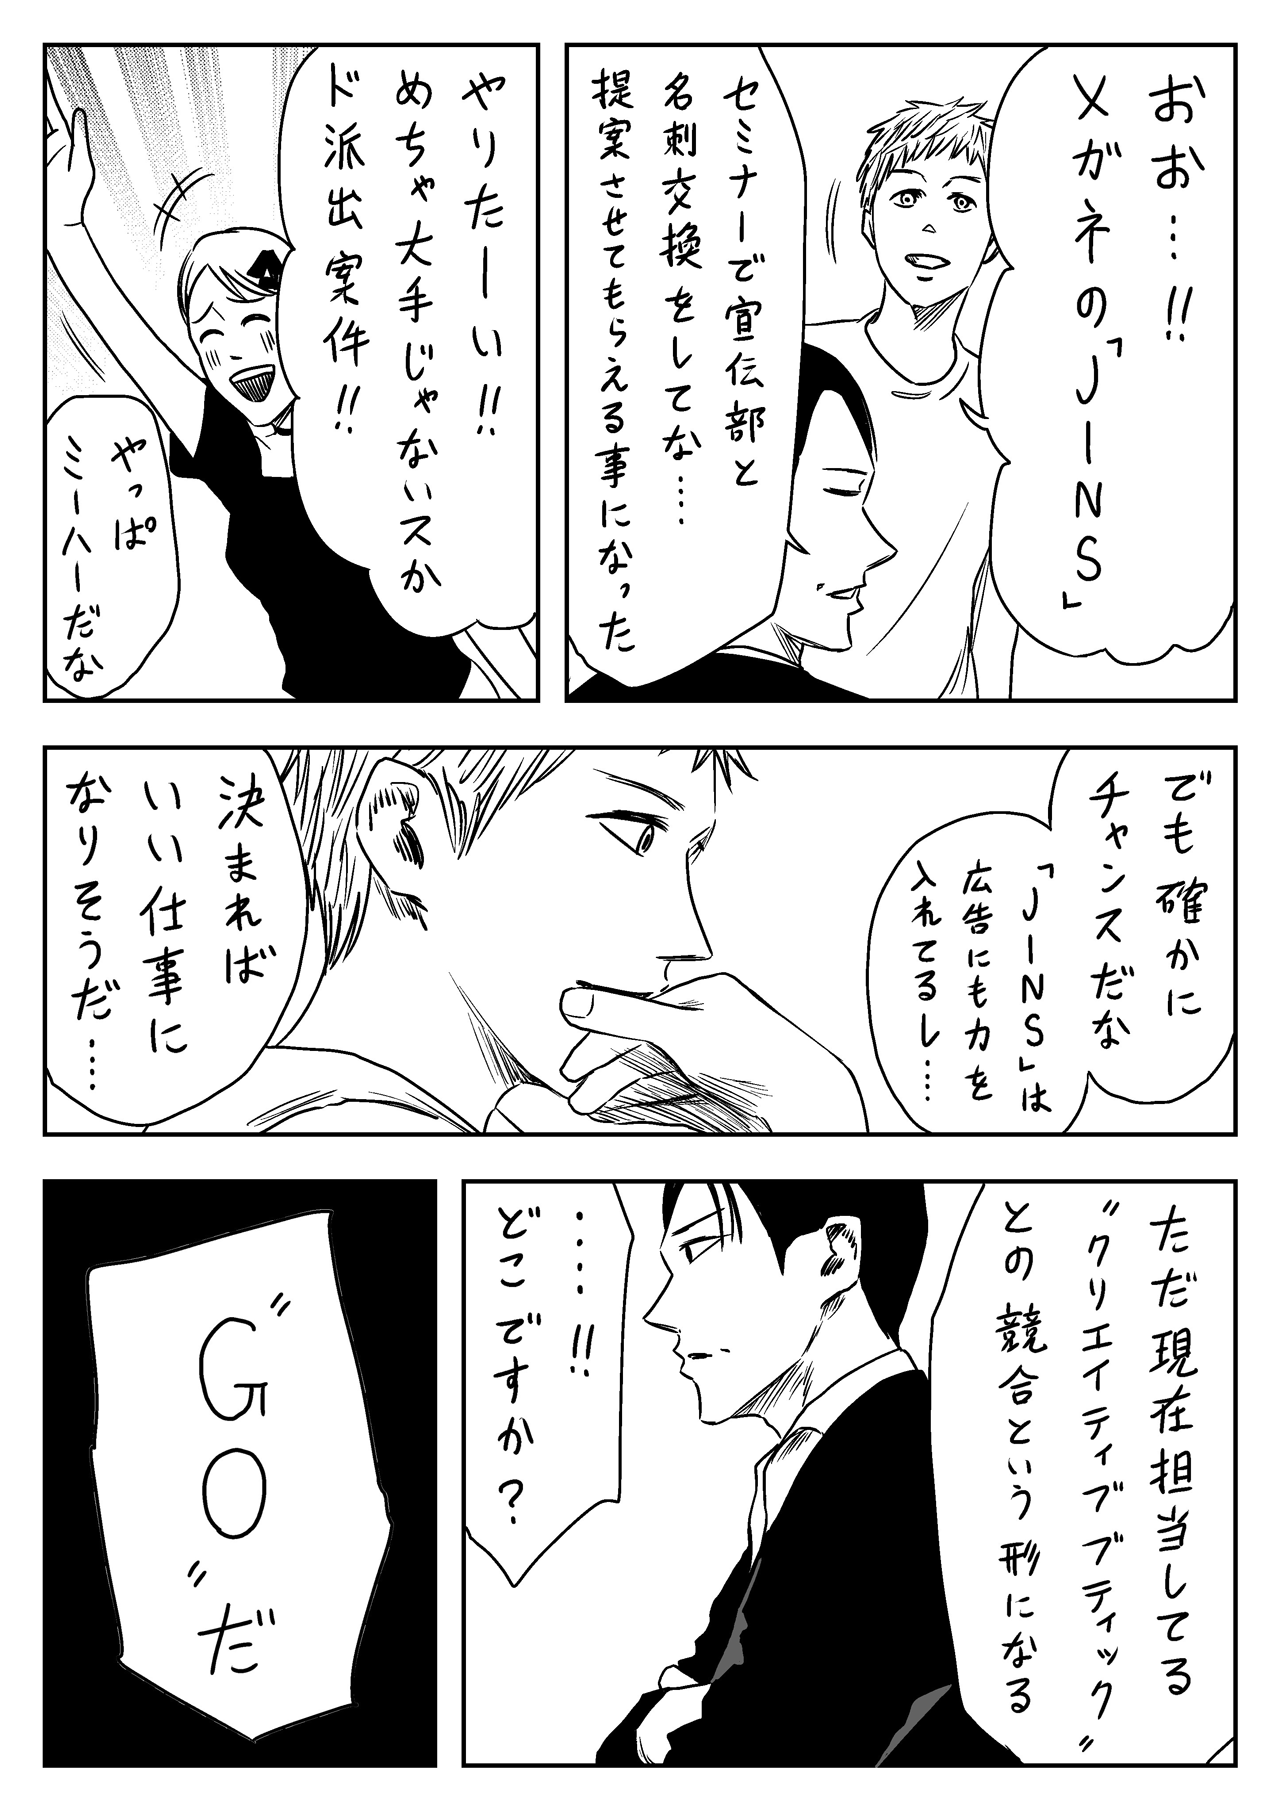 おお…!!
メガネの「JINS」
セミナーで宣伝部と
名刺交換をしてな……
提案させてもらえる事になった
やりたーい!!
めちゃ大手じゃないスか
ド派出案件!!
やっぱ
ミーハーだな
でも確かに
チャンスだな
「JINS」は
広告にも力を
入れてるし……
決まれば
いい仕事に
なりそうだ……
ただ現在担当してる
〝クリエイティブブティック〟
との競合という形になる
……!!
どこですか?
〝GO〟だ